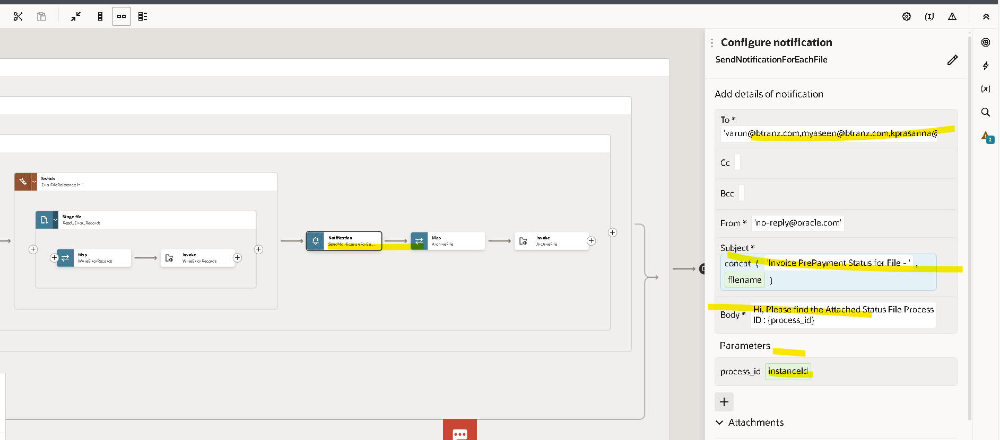 Configure notification
SendNotificationForEachFile
Add details of notification
To *
'varun@btranz.com,myaseen@btranz.com,kprasanna@
Cc
Bcc
From * 'no-reply@oracle.com'
Subject *
concat ( 'Invoice PrePayment Status for File - ' ,
filename )
Body * Hi, Please find the Attached Status File Process
ID : {process_id}
Parameters
process_id instanceId
Attachments
2
Switch
Stage file
Read_Error_Records
Map
WriteErrorRecords
Invoke
WriteErrorRecords
Notification
SendNotificationForEa...
Map
ArchiveFile
Invoke
ArchiveFile